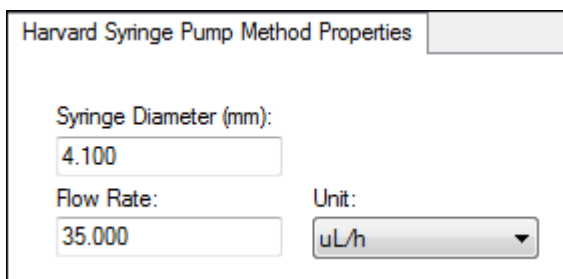 Harvard Syringe Pump Method Properties
Syringe Diameter (mm):
4.100
Flow Rate:
Unit:
35.000
uL/h